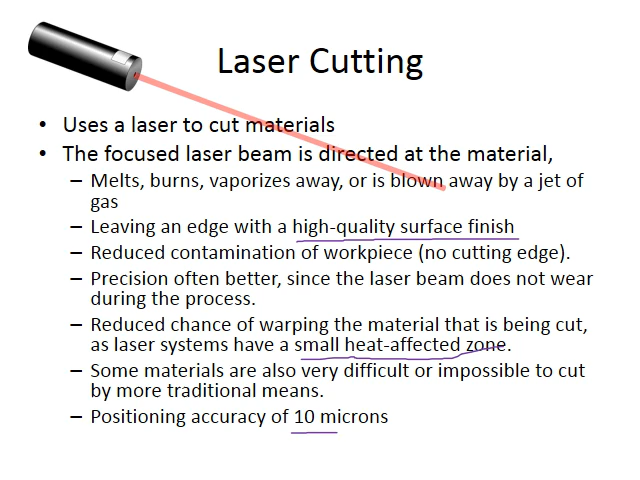 Laser Cutting
• Uses a laser to cut materials
• The focused laser beam is directed at the material,
– Melts, burns, vaporizes away, or is blown away by a jet of
gas
– Leaving an edge with a high-quality surface finish
– Reduced contamination of workpiece (no cutting edge).
– Precision often better, since the laser beam does not wear
during the process.
– Reduced chance of warping the material that is being cut,
as laser systems have a small heat-affected zone.
– Some materials are also very difficult or impossible to cut
by more traditional means.
– Positioning accuracy of 10 microns